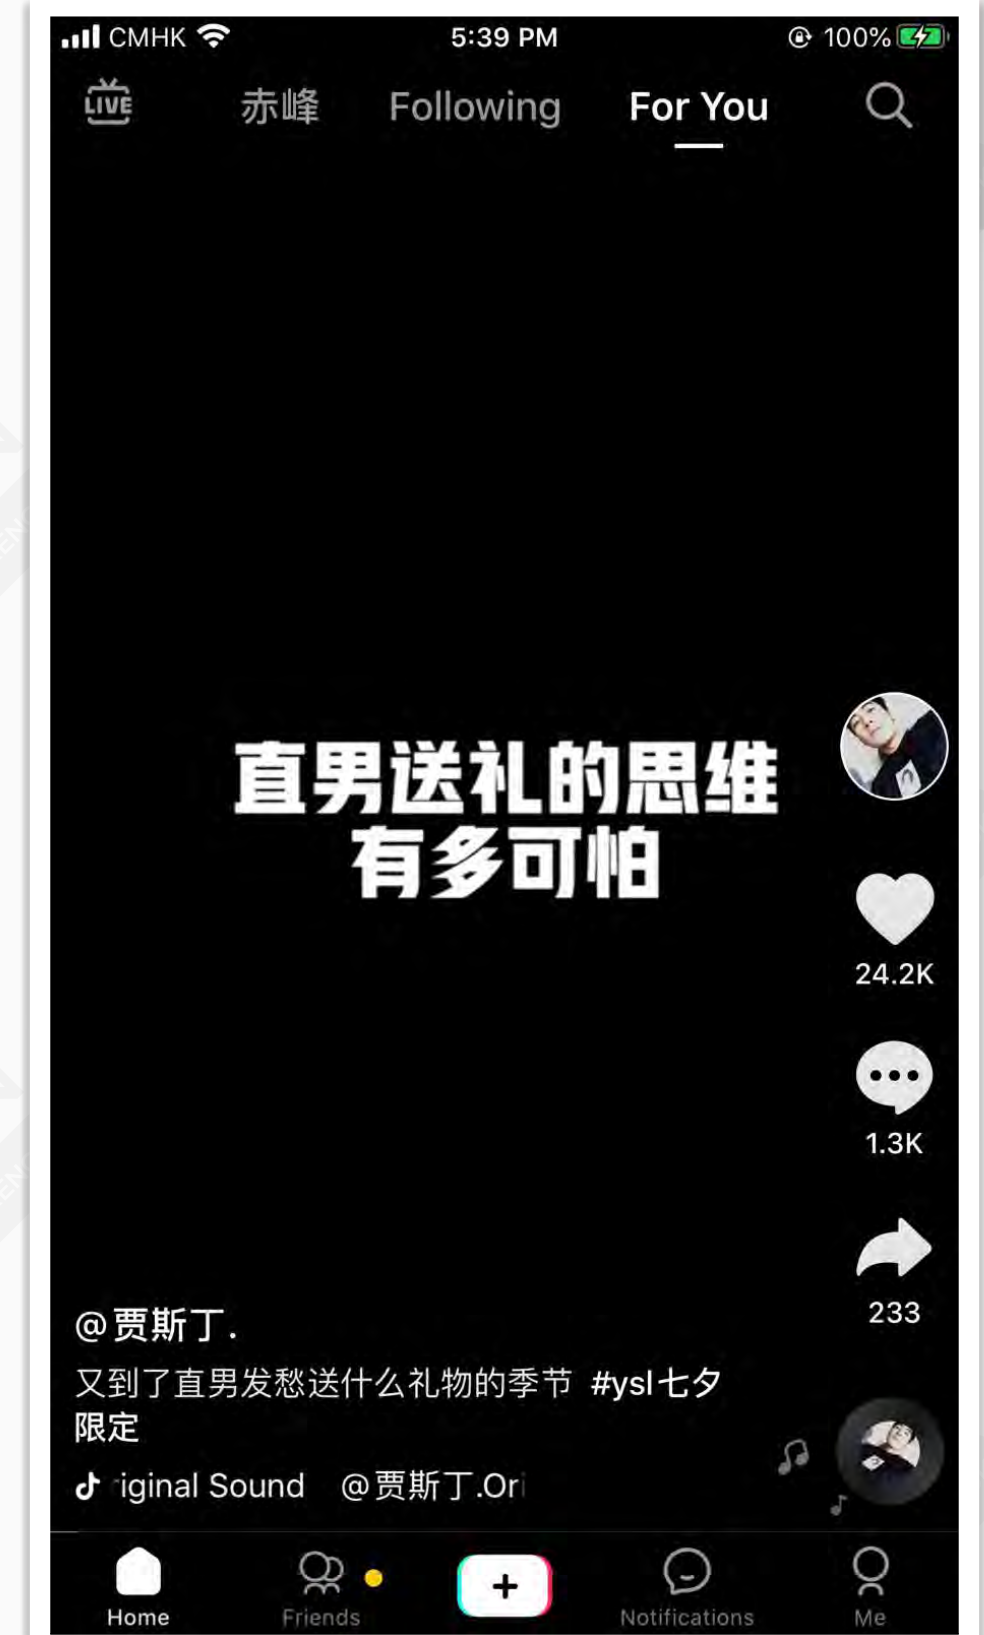 CMHK 5:39 PM 100%
LIVE 赤峰 Following For You
直男送礼的思维
有多可怕
24.2K
1.3K
233
@贾斯丁.
又到了直男发愁送什么礼物的季节 #ysl七夕
限定
iginal Sound @贾斯丁.Ori
Home Friends Notifications Me